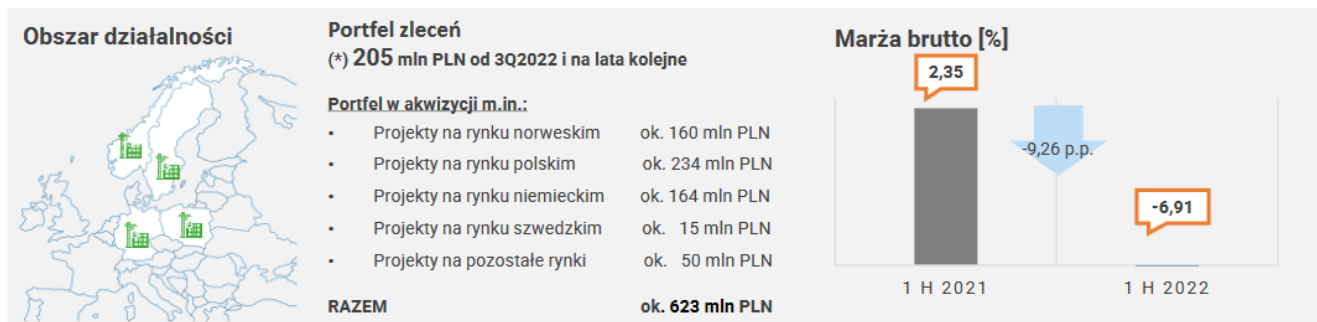 Obszar działalności
Portfel zleceń
(*) 205 mln PLN od 3Q2022 i na lata kolejne
Portfel w akwizycji m.in.:
• Projekty na rynku norweskim ok. 160 mln PLN
• Projekty na rynku polskim ok. 234 mln PLN
• Projekty na rynku niemieckim ok. 164 mln PLN
• Projekty na rynku szwedzkim ok. 15 mln PLN
• Projekty na pozostałe rynki ok. 50 mln PLN
RAZEM ok. 623 mln PLN
Marża brutto [%]
2,35
-9,26 p.p.
-6,91
1 H 2021
1 H 2022